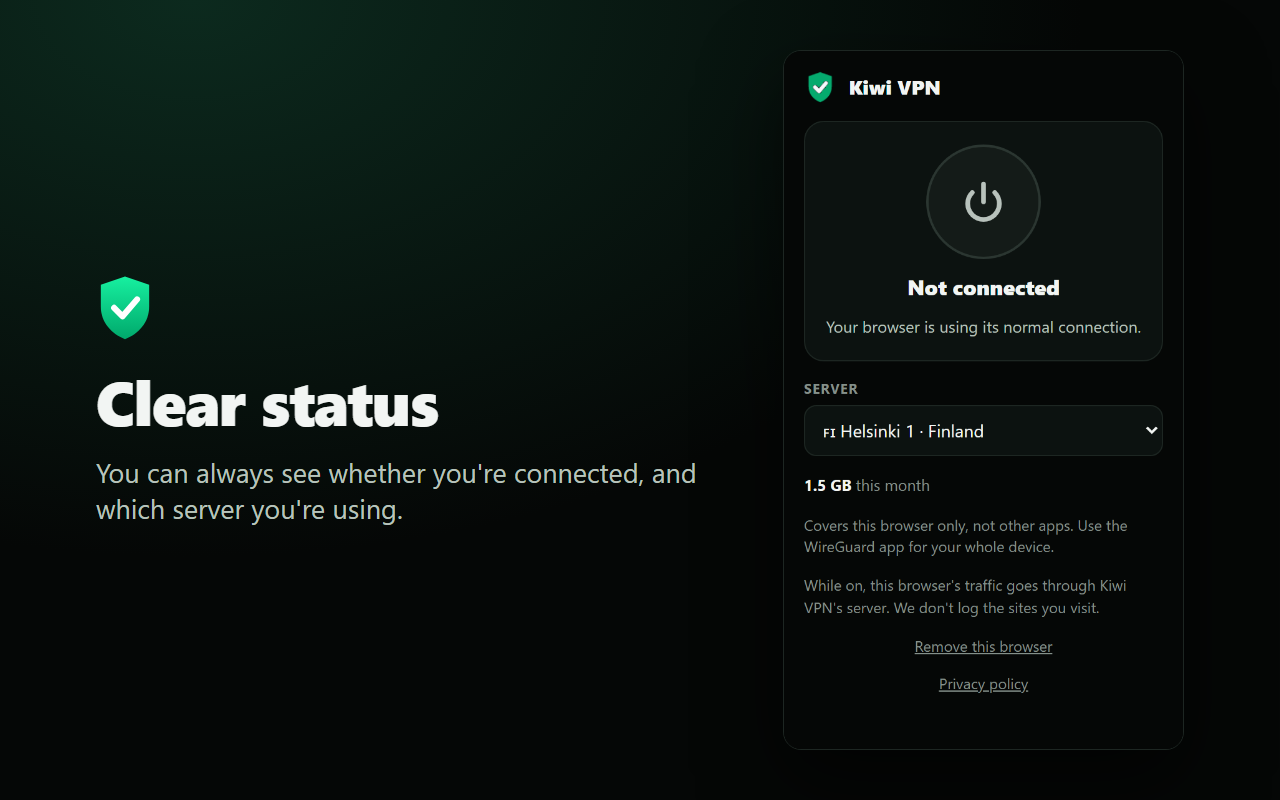 Clear status
You can always see whether you're connected, and
which server you're using.
Kiwi VPN
Not connected
Your browser is using its normal connection.
SERVER
FI Helsinki 1 · Finland
1.5 GB this month
Covers this browser only, not other apps. Use the
WireGuard app for your whole device.
While on, this browser's traffic goes through Kiwi
VPN's server. We don't log the sites you visit.
Remove this browser
Privacy policy